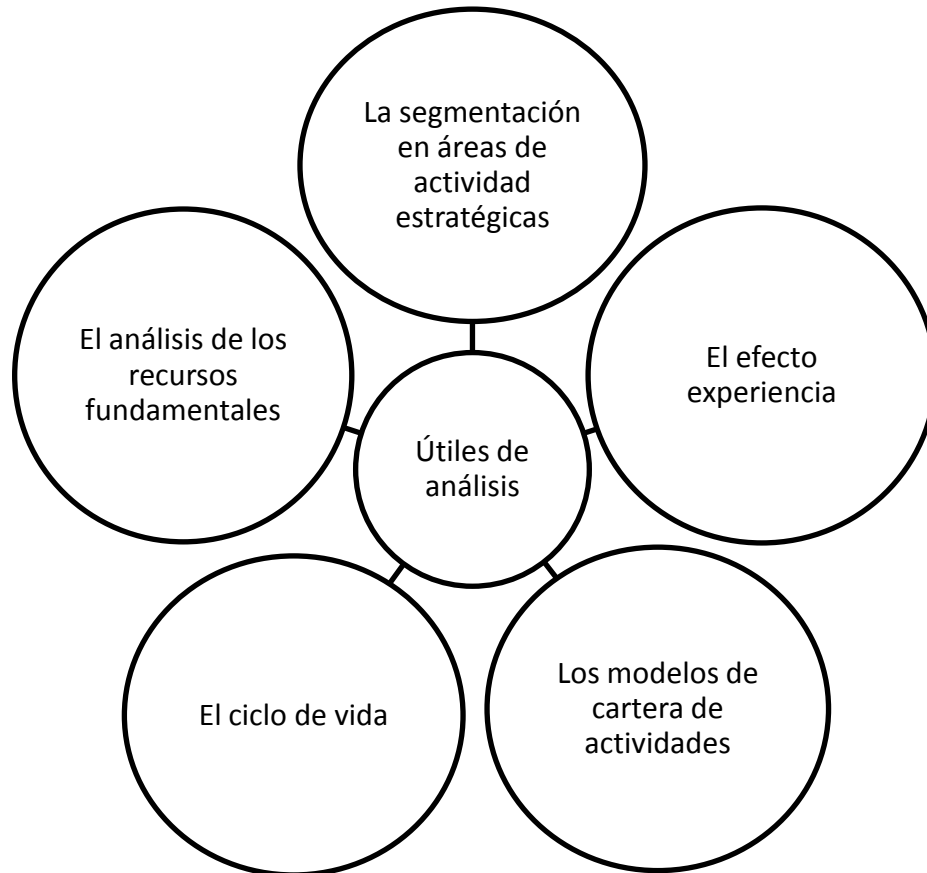 La segmentación
en áreas de
actividad
estratégicas
El efecto
experiencia
Los modelos de
cartera de
actividades
El ciclo de vida
El análisis de los
recursos
fundamentales
Útiles de
análisis